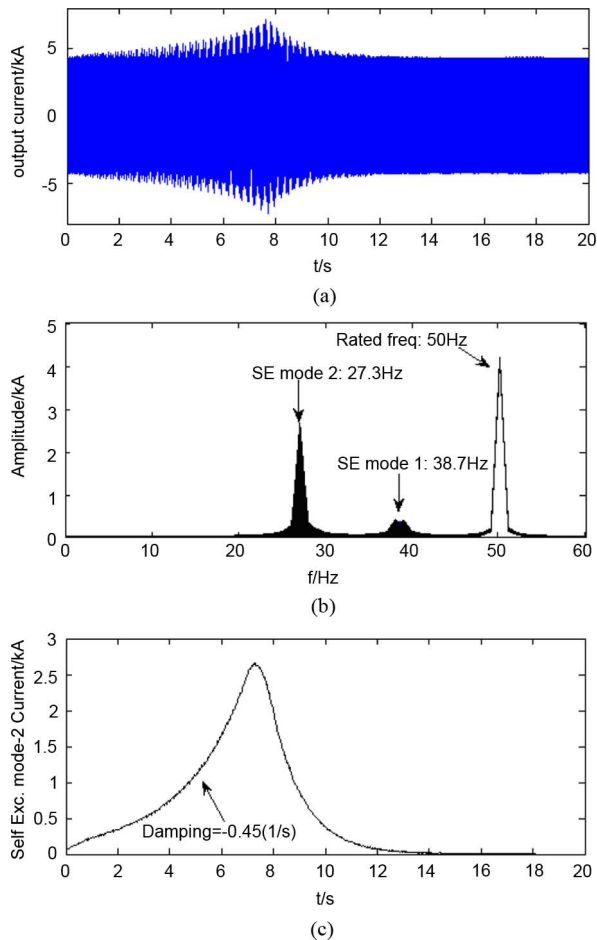 output current/kA
5
0
-5
0 2 4 6 8 10 12 14 16 18 20
t/s
(a)
Amplitude/kA
5
4
3
2
1
0
Rated freq: 50Hz
SE mode 2: 27.3Hz
SE mode 1: 38.7Hz
0 10 20 30 40 50 60
f/Hz
(b)
Self Exc. mode-2 Current/kA
3
2.5
2
1.5
1
0.5
0
Damping=-0.45(1/s)
0 2 4 6 8 10 12 14 16 18 20
t/s
(c)